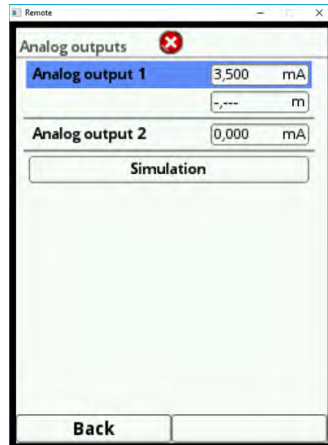 Remote
Analog outputs
Analog output 1 3,500 mA
-,--- m
Analog output 2 0,000 mA
Simulation
Back